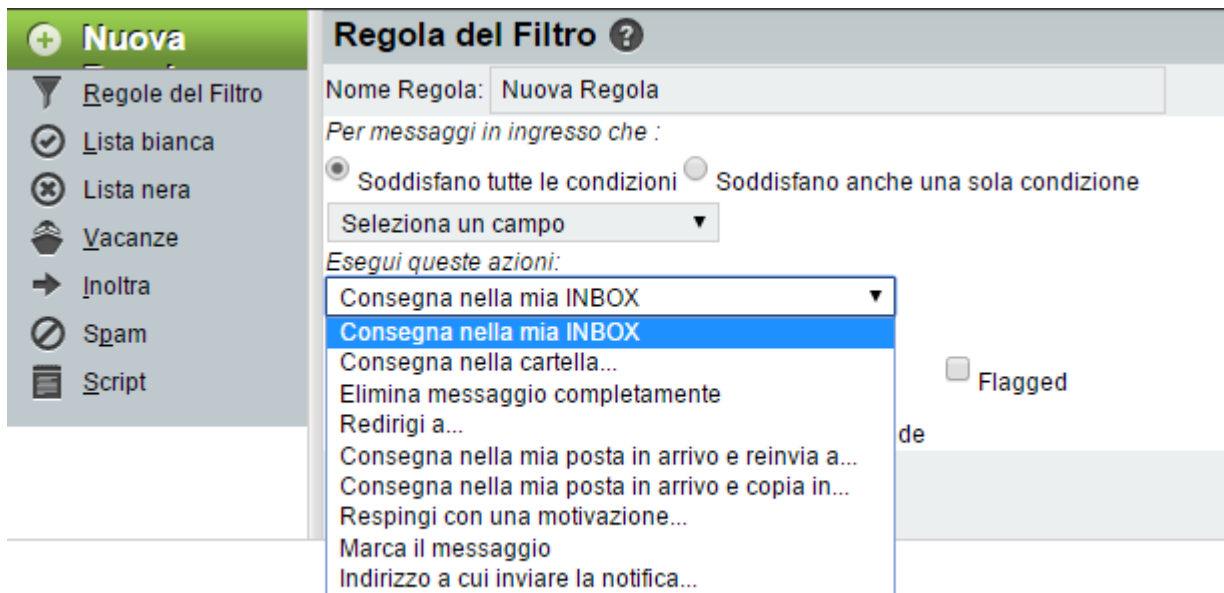 Nuova
Regole del Filtro
Lista bianca
Lista nera
Vacanze
Inoltra
Spam
Script
Regola del Filtro
Nome Regola: Nuova Regola
Per messaggi in ingresso che :
Soddisfano tutte le condizioni Soddisfano anche una sola condizione
Seleziona un campo
Esegui queste azioni:
Consegna nella mia INBOX
Consegna nella mia INBOX
Consegna nella cartella...
Elimina messaggio completamente
Flagged
Redirigi a...
de
Consegna nella mia posta in arrivo e reinvia a...
Consegna nella mia posta in arrivo e copia in...
Respingi con una motivazione...
Marca il messaggio
Indirizzo a cui inviare la notifica...